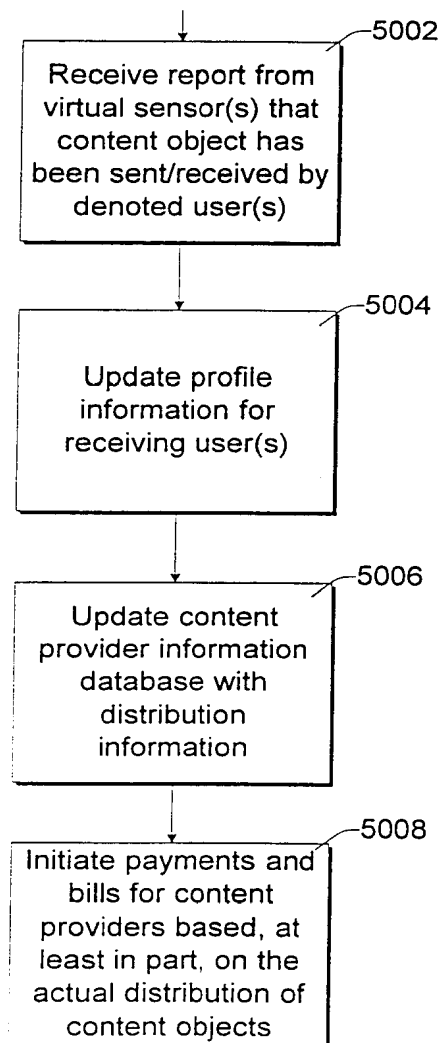 5002
Receive report from
virtual sensor(s) that
content object has
been sent/received by
denoted user(s)
5004
Update profile
information for
receiving user(s)
5006
Update content
provider information
database with
distribution
information
5008
Initiate payments and
bills for content
providers based, at
least in part, on the
actual distribution of
content objects